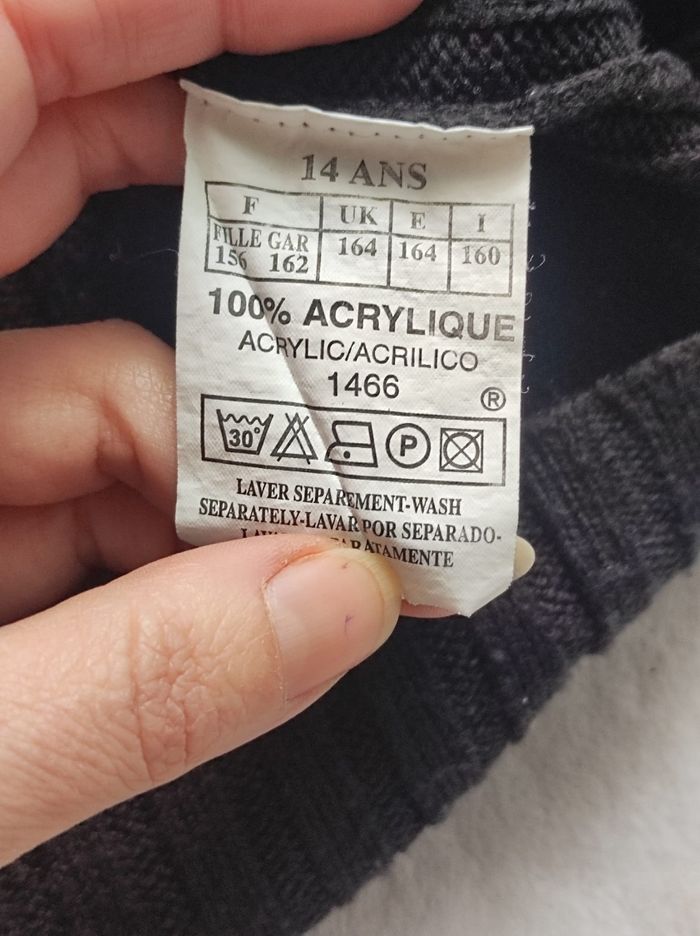 14 ANS
F UK E I
FILLE GAR 164 164 160
156 162
100% ACRYLIQUE
ACRYLIC/ACRILICO
1466
®
30° P
LAVER SEPAREMENT-WASH
SEPARATELY-LAVAR POR SEPARADO-